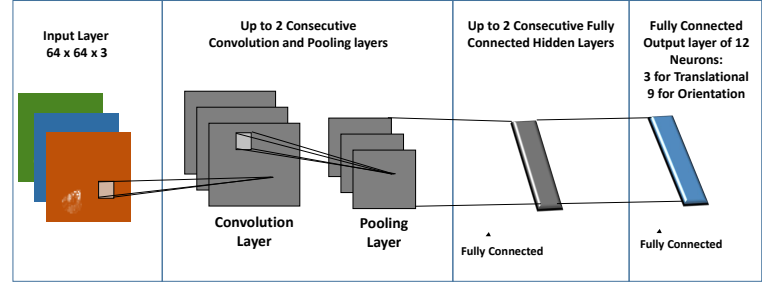 Input Layer
64 x 64 x 3
Up to 2 Consecutive
Convolution and Pooling layers
Up to 2 Consecutive Fully
Connected Hidden Layers
Fully Connected
Output layer of 12
Neurons:
3 for Translational
9 for Orientation
Convolution
Layer
Pooling
Layer
Fully Connected
Fully Connected